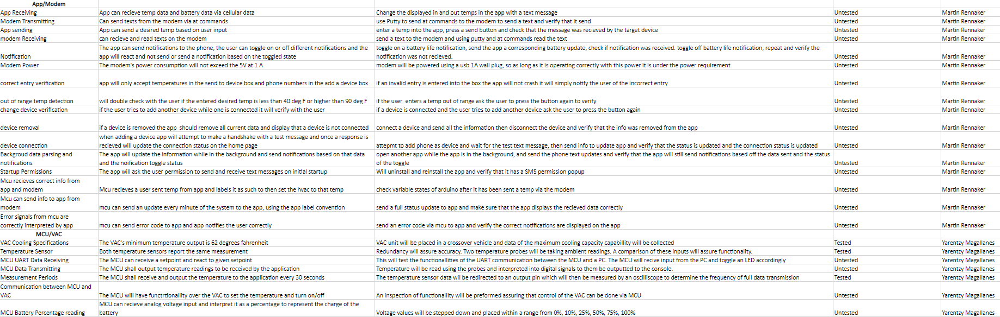 App/Modem
App Receiving App can recieve temp data and battery data via cellular data Change the displayed in and out temps in the app with a text message Untested Martin Rennaker
Modem Transmitting Can send texts from the modem via at commands use Putty to send at commands to the modem to send a text and verify that it send Untested Martin Rennaker
App sending App can send a desired temp based on user input enter a temp into the app, press a send button and check that the message was recieved by the target device Untested Martin Rennaker
modem Receiving can recieve and read texts on the modem send a text to the modem and using putty and at commands read the text Untested Martin Rennaker
The app can send notifications to the phone, the user can toggle on or off different notifications and the toggle on a battery life notification, send the app a corresponding battery update, check if notification was received. toggle off battery life notification, repeat and verify the
Notification app will react and not send or send a notification based on the toggled state notification was not recieved. Untested Martin Rennaker
Modem Power The modem's power consumption will not exceed the 5V at 1 A modem will be powered using a usb 1A wall plug, so as long as it is operating correctly with this power it is under the power requirement Untested Martin Rennaker
correct entry verification app will only accept temperatures in the send to device box and phone numbers in the add a device box if an invalid entry is entered into the box the app will not crash it will simply notify the user of the incorrect entry Untested Martin Rennaker
out of range temp detection will double check with the user if the entered desired temp is less than 40 deg F or higher than 90 deg F if the user enters a temp out of range ask the user to press the button again to verify Untested Martin Rennaker
change device verification if the user tries to add another device while one is connected it will verify with the user if a device is connected and the user tries to add another device ask the user to press the button again Untested Martin Rennaker
device removal if a device is removed the app should remove all current data and display that a device is not connected connect a device and send all the information then disconnect the device and verify that the info was removed from the app Untested Martin Rennaker
when adding a device app will attempt to make a handshake with a test message and once a response is
device connection recieved will update the connection status on the home page attepmt to add phone as device and wait for the test text message, then send info to update app and verify that the status is updated and the connection status is updated Untested Martin Rennaker
Backgroud data parsing and The app will update the information while in the background and send notifications based on that data open another app while the app is in the background, and send the phone text updates and verify that the app will still send notifications based off the data sent and the status
notifications and the noification toggle status of the toggle Untested Martin Rennaker
Startup Permissions The app will ask the user permission to send and receive text messages on initial startup Will uninstall and reinstall the app and verify that it has a SMS permission popup Untested Martin Rennaker
Mcu recieves correct info from
app and modem Mcu recieves a user sent temp from app and labels it as such to then set the hvac to that temp check variable states of arduino after it has been sent a temp via the modem Untested Martin Rennaker
Mcu can send info to app from
modem mcu can send an update every minute of the system to the app, using the app label convention send a full status update to app and make sure that the app displays the recieved data correctly Untested Martin Rennaker
Error signals from mcu are
correctly interpreted by app mcu can send error code to app and app notifies the user correctly send an error code via mcu to app and verify the correct notifications are displayed on the app Untested Martin Rennaker
MCU/VAC
VAC Cooling Specifications The VAC's minimum temperature output is 62 degrees fahrenheit VAC unit will be placed in a crossover vehicle and data of the maximum cooling capacity capabillity will be collected Tested Yarentzy Magallanes
Temperature Sensor Both temperature sensors report the same measurement Redundancy will assure accuracy. Two temperature probes will be taking ambient readings. A comparison of these inputs will assure functionality. Tested Yarentzy Magallanes
MCU UART Data Receiving The MCU can receive a setpoint and react to given setpoint This will test the functionallities of the UART communication between the MCU and a PC. The MCU will recive input from the PC and toggle an LED accordingly Untested Yarentzy Magallanes
MCU Data Transmitting The MCU shall output temperature readings to be received by the application Temperature will be read using the probes and interpreted into digital signals to them be outputted to the console. Untested Yarentzy Magallanes
Measurement Periods The MCU shall receive and output the temperature to the application every 30 seconds The temperature sensor data wil be redirected to an output pin which will then be measured by an osciliscope to determine the frequency of full data transmission Tested Yarentzy Magallanes
Communication between MCU and
VAC The MCU will have functrtionallity over the VAC to set the temperature and turn on/off An inspection of functionallity will be preformed assuring that control of the VAC can be done via MCU Untested Yarentzy Magallanes
MCU can recieve analog voltage input and interpret it as a percentage to represent the charge of the
MCU Battery Percentage reading battery Voltage values will be stepped down and placed within a range from 0%, 10%, 25%, 50%, 75%, 100% Untested Yarentzy Magallanes